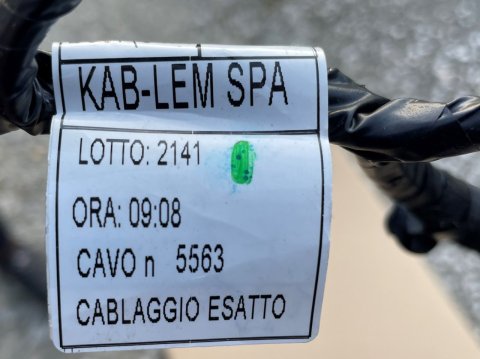 KAB-LEM SPA
LOTTO: 2141
ORA: 09:08
CAVO n 5563
CABLAGGIO ESATTO